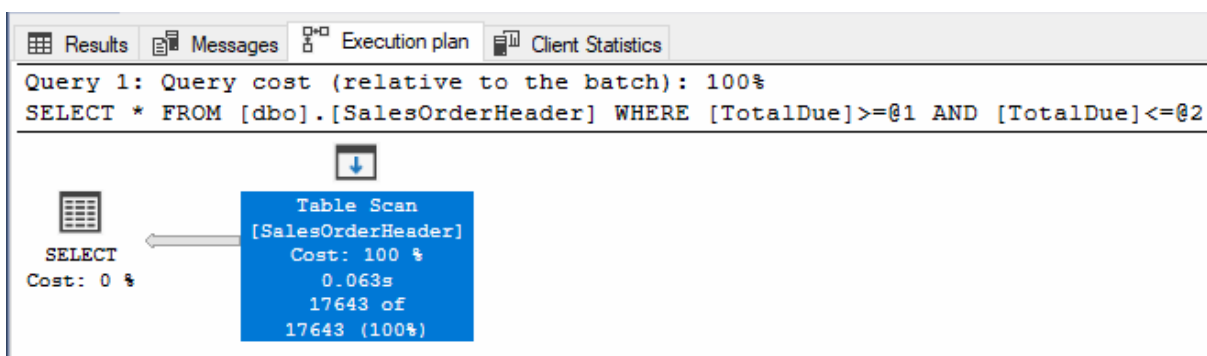 Results Messages Execution plan Client Statistics
Query 1: Query cost (relative to the batch): 100%
SELECT * FROM [dbo].[SalesOrderHeader] WHERE [TotalDue]>=@1 AND [TotalDue]<=@2
Table Scan
[SalesOrderHeader]
Cost: 100 %
0.063s
17643 of
17643 (100%)
SELECT
Cost: 0 %